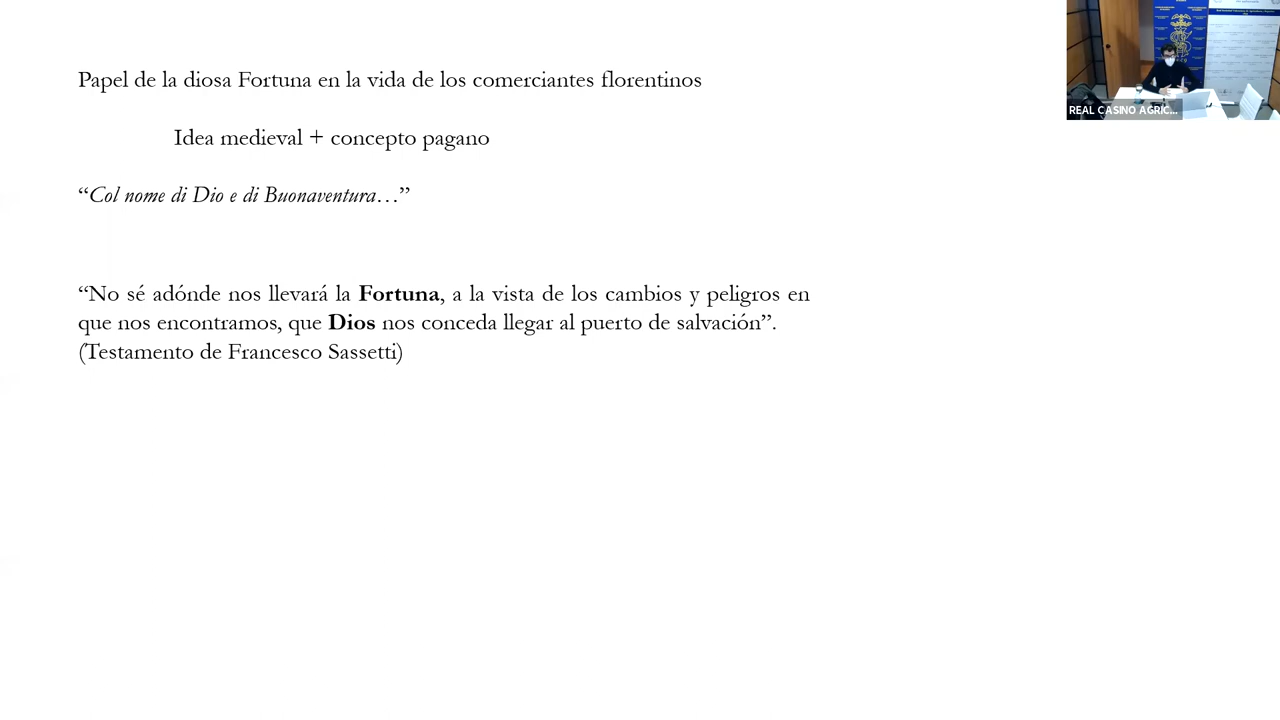 Papel de la diosa Fortuna en la vida de los comerciantes florentinos
Idea medieval + concepto pagano
“Col nome di Dio e di Buonaventura…”
“No sé adónde nos llevará la Fortuna, a la vista de los cambios y peligros en
que nos encontramos, que Dios nos conceda llegar al puerto de salvación”.
(Testamento de Francesco Sassetti)
REAL CASINO AGRÍC...